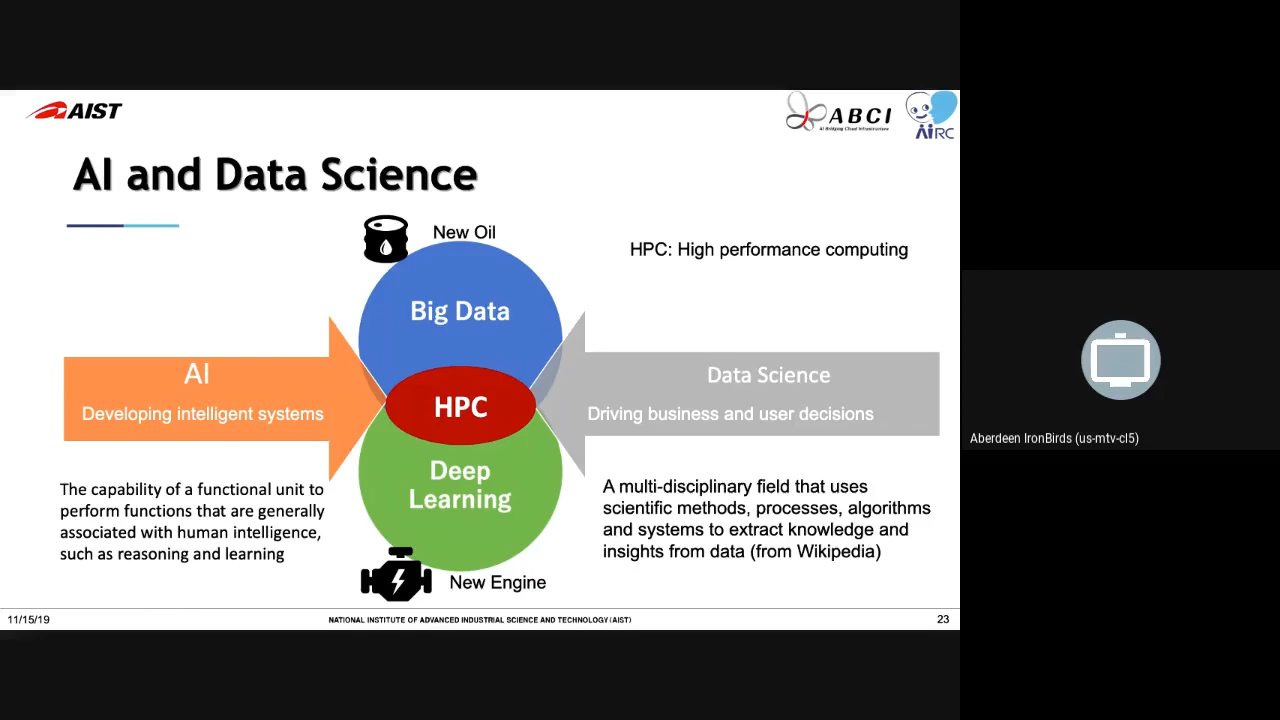 AIST
ABCI
AI Bridging Cloud Infrastructure
AIRC
AI and Data Science
New Oil
HPC: High performance computing
Big Data
AI
Developing intelligent systems
HPC
Data Science
Driving business and user decisions
Deep
Learning
The capability of a functional unit to
perform functions that are generally
associated with human intelligence,
such as reasoning and learning
A multi-disciplinary field that uses
scientific methods, processes, algorithms
and systems to extract knowledge and
insights from data (from Wikipedia)
New Engine
11/15/19
NATIONAL INSTITUTE OF ADVANCED INDUSTRIAL SCIENCE AND TECHNOLOGY (AIST)
23
Aberdeen IronBirds (us-mtv-cl5)